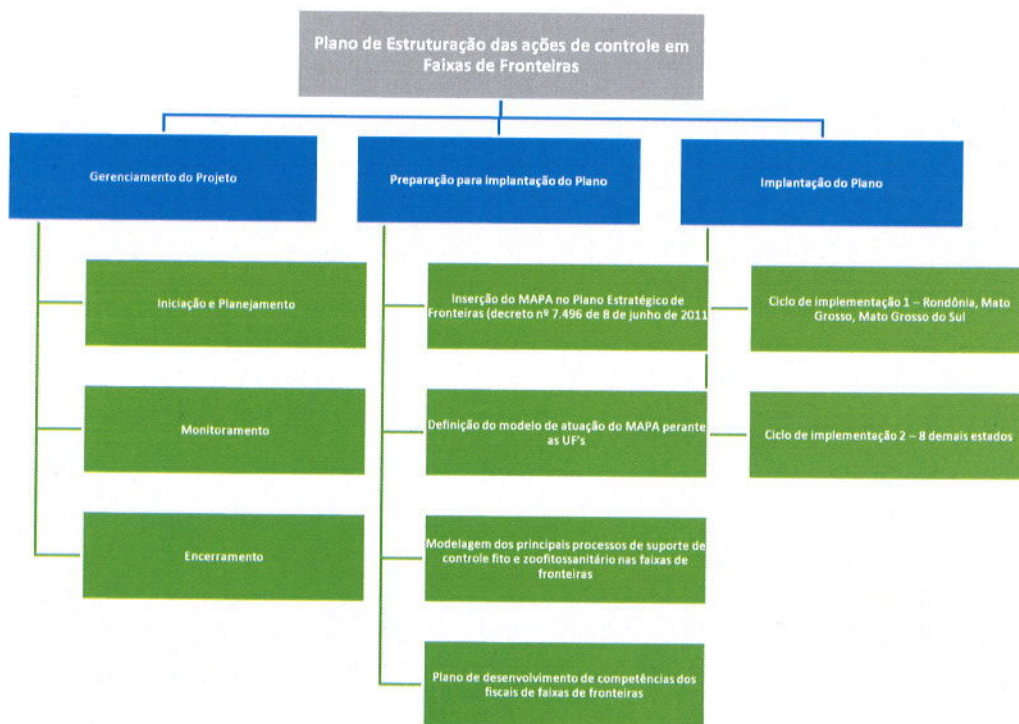 Plano de Estruturação das ações de controle em
Faixas de Fronteiras
Gerenciamento do Projeto
Preparação para implantação do Plano
Implantação do Plano
Iniciação e Planejamento
Monitoramento
Encerramento
Inserção do MAPA no Plano Estratégico de
Fronteiras (decreto nº 7.496 de 8 de junho de 2011
Definição do modelo de atuação do MAPA perante
as UF's
Modelagem dos principais processos de suporte de
controle fito e zoofitossanitário nas faixas de
fronteiras
Plano de desenvolvimento de competências dos
fiscais de faixas de fronteiras
Ciclo de implementação 1 – Rondônia, Mato
Grosso, Mato Grosso do Sul
Ciclo de implementação 2 – 8 demais estados